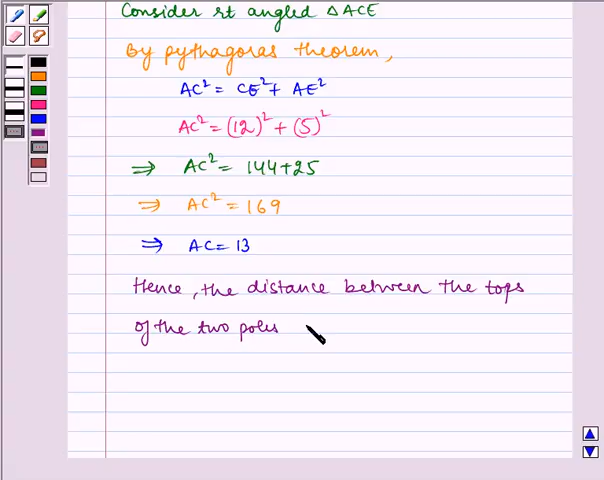 Consider rt angled △ACE
By pythagoras theorem,
AC² = CE² + AE²
AC² = (12)² + (5)²
⇒ AC² = 144+25
⇒ AC² = 169
⇒ AC = 13
Hence, the distance between the tops
of the two poles